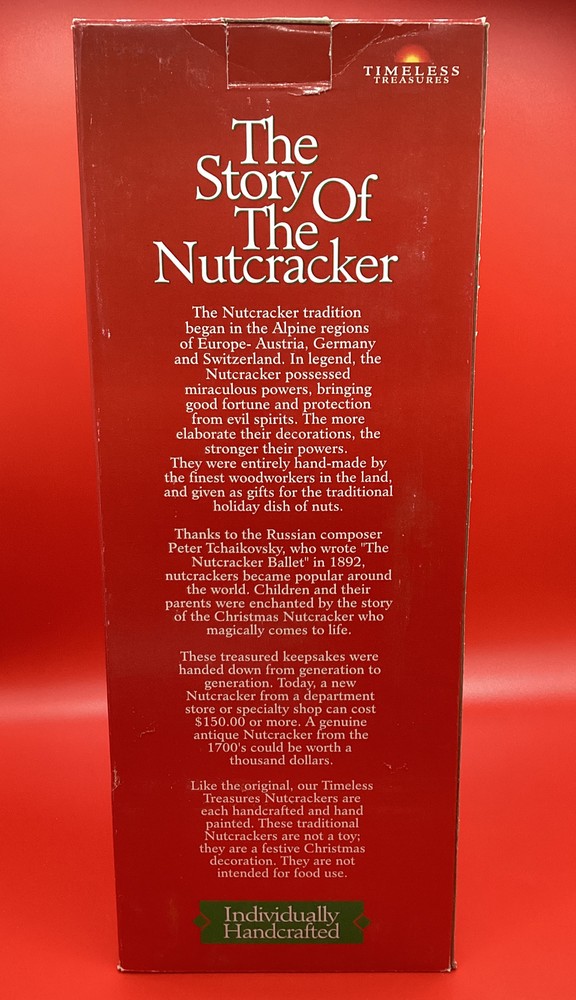 TIMELESS
TREASURES
The
Story Of
The
Nutcracker
The Nutcracker tradition
began in the Alpine regions
of Europe- Austria, Germany
and Switzerland. In legend, the
Nutcracker possessed
miraculous powers, bringing
good fortune and protection
from evil spirits. The more
elaborate their decorations, the
stronger their powers.
They were entirely hand-made by
the finest woodworkers in the land,
and given as gifts for the traditional
holiday dish of nuts.
Thanks to the Russian composer
Peter Tchaikovsky, who wrote "The
Nutcracker Ballet" in 1892,
nutcrackers became popular around
the world. Children and their
parents were enchanted by the story
of the Christmas Nutcracker who
magically comes to life.
These treasured keepsakes were
handed down from generation to
generation. Today, a new
Nutcracker from a department
store or specialty shop can cost
$150.00 or more. A genuine
antique Nutcracker from the
1700's could be worth a
thousand dollars.
Like the original, our Timeless
Treasures Nutcrackers are
each handcrafted and hand
painted. These traditional
Nutcrackers are not a toy;
they are a festive Christmas
decoration. They are not
intended for food use.
Individually
Handcrafted